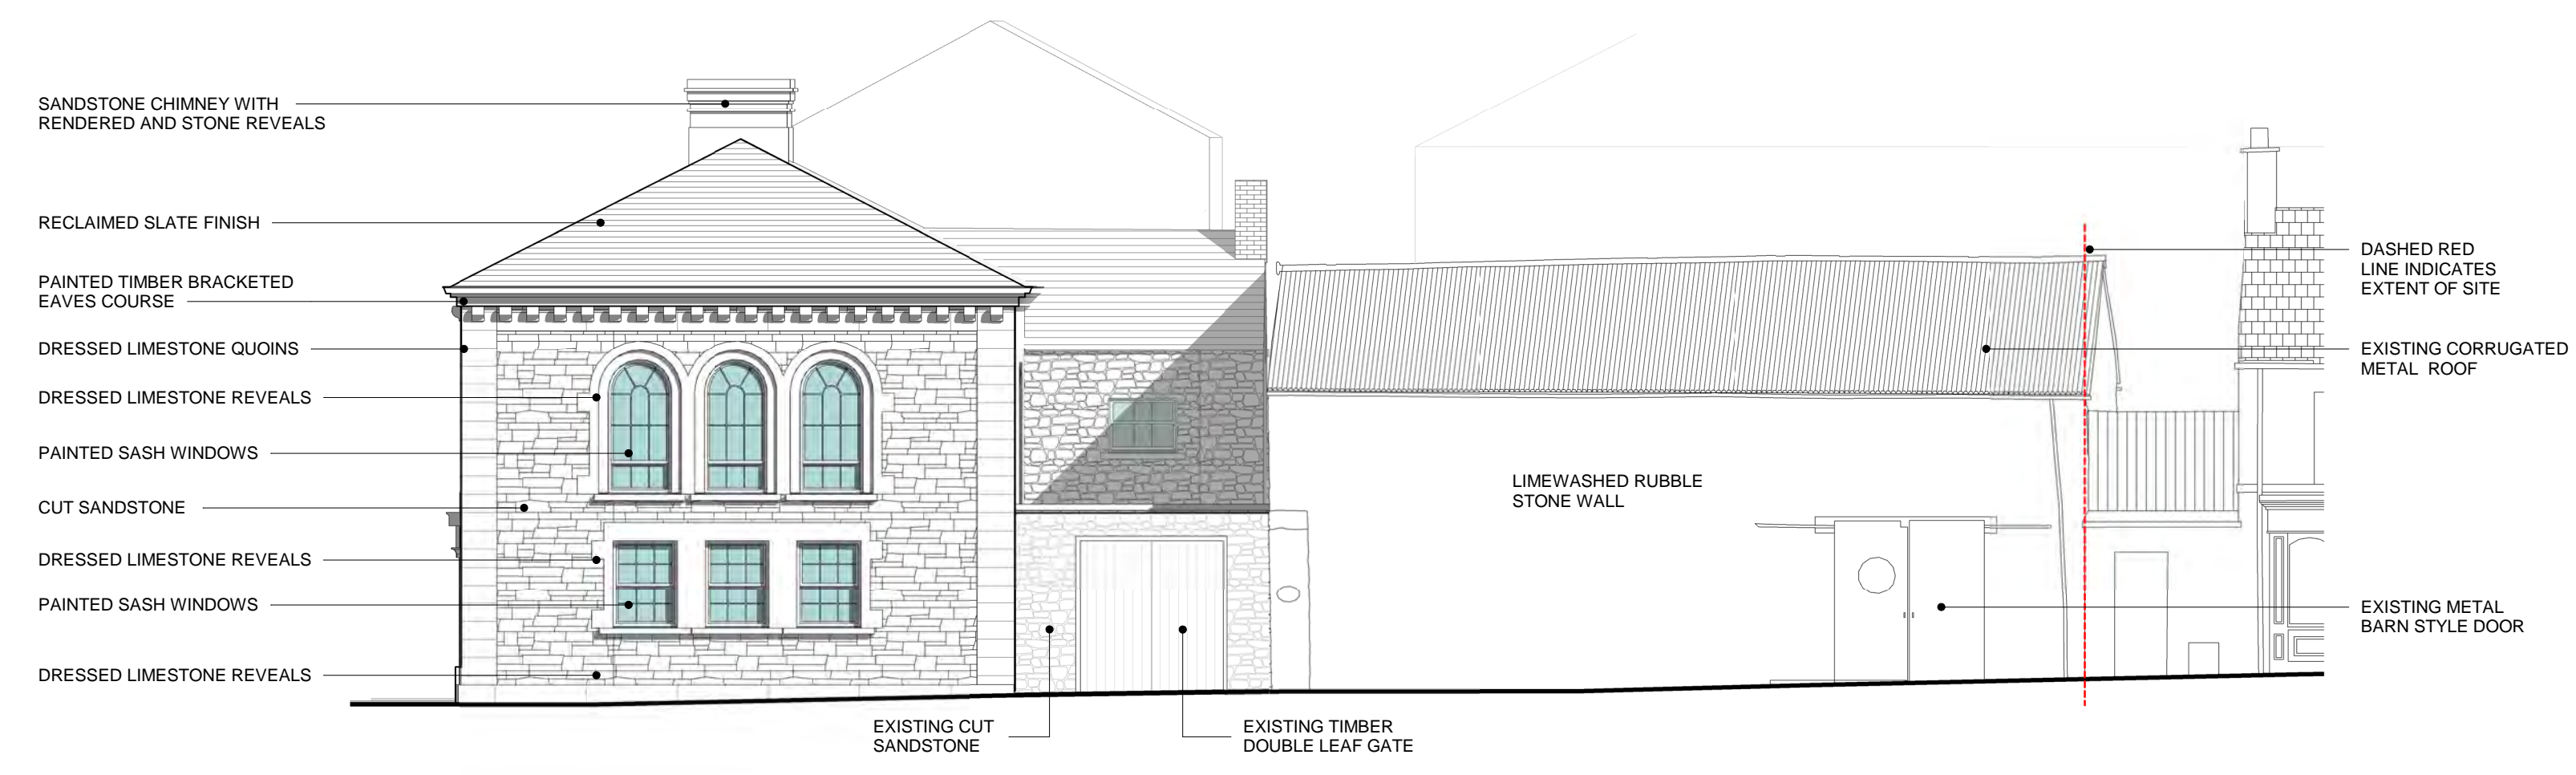 SANDSTONE CHIMNEY WITH
RENDERED AND STONE REVEALS
RECLAIMED SLATE FINISH
PAINTED TIMBER BRACKETED
EAVES COURSE
DRESSED LIMESTONE QUOINS
DRESSED LIMESTONE REVEALS
PAINTED SASH WINDOWS
CUT SANDSTONE
DRESSED LIMESTONE REVEALS
PAINTED SASH WINDOWS
DRESSED LIMESTONE REVEALS
EXISTING CUT
SANDSTONE
EXISTING TIMBER
DOUBLE LEAF GATE
LIMEWASHED RUBBLE
STONE WALL
DASHED RED
LINE INDICATES
EXTENT OF SITE
EXISTING CORRUGATED
METAL ROOF
EXISTING METAL
BARN STYLE DOOR